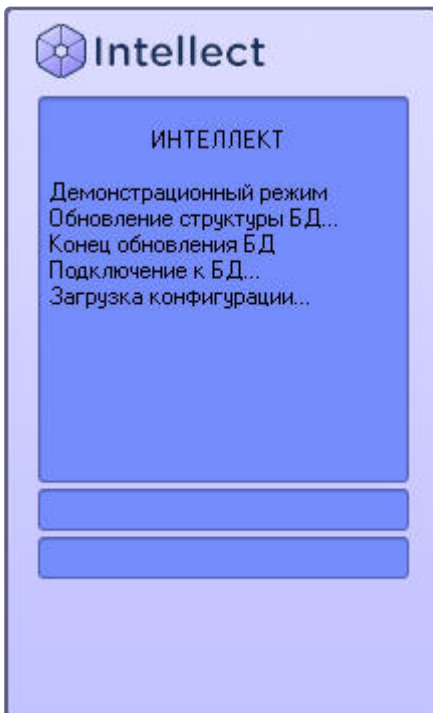 Intellect
ИНТЕЛЛЕКТ
Демонстрационный режим
Обновление структуры БД...
Конец обновления БД
Подключение к БД...
Загрузка конфигурации...